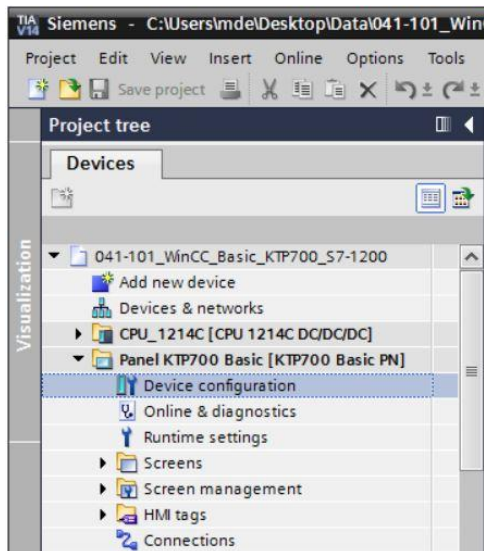 TIA V14 Siemens - C:\Users\mde\Desktop\Data\041-101_Win
Project Edit View Insert Online Options Tools
Save project
Project tree
Devices
Visualization
041-101_WinCC_Basic_KTP700_S7-1200
Add new device
Devices & networks
CPU_1214C [CPU 1214C DC/DC/DC]
Panel KTP700 Basic [KTP700 Basic PN]
Device configuration
Online & diagnostics
Runtime settings
Screens
Screen management
HMI tags
Connections